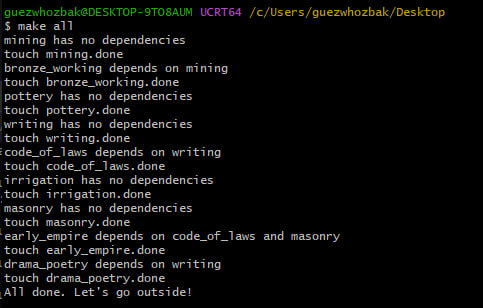 guezwhozbak@DESKTOP-9TO8AUM UCRT64 /c/Users/guezwhozbak/Desktop
$ make all
mining has no dependencies
touch mining.done
bronze_working depends on mining
touch bronze_working.done
pottery has no dependencies
touch pottery.done
writing has no dependencies
touch writing.done
code_of_laws depends on writing
touch code_of_laws.done
irrigation has no dependencies
touch irrigation.done
masonry has no dependencies
touch masonry.done
early_empire depends on code_of_laws and masonry
touch early_empire.done
drama_poetry depends on writing
touch drama_poetry.done
All done. Let's go outside!